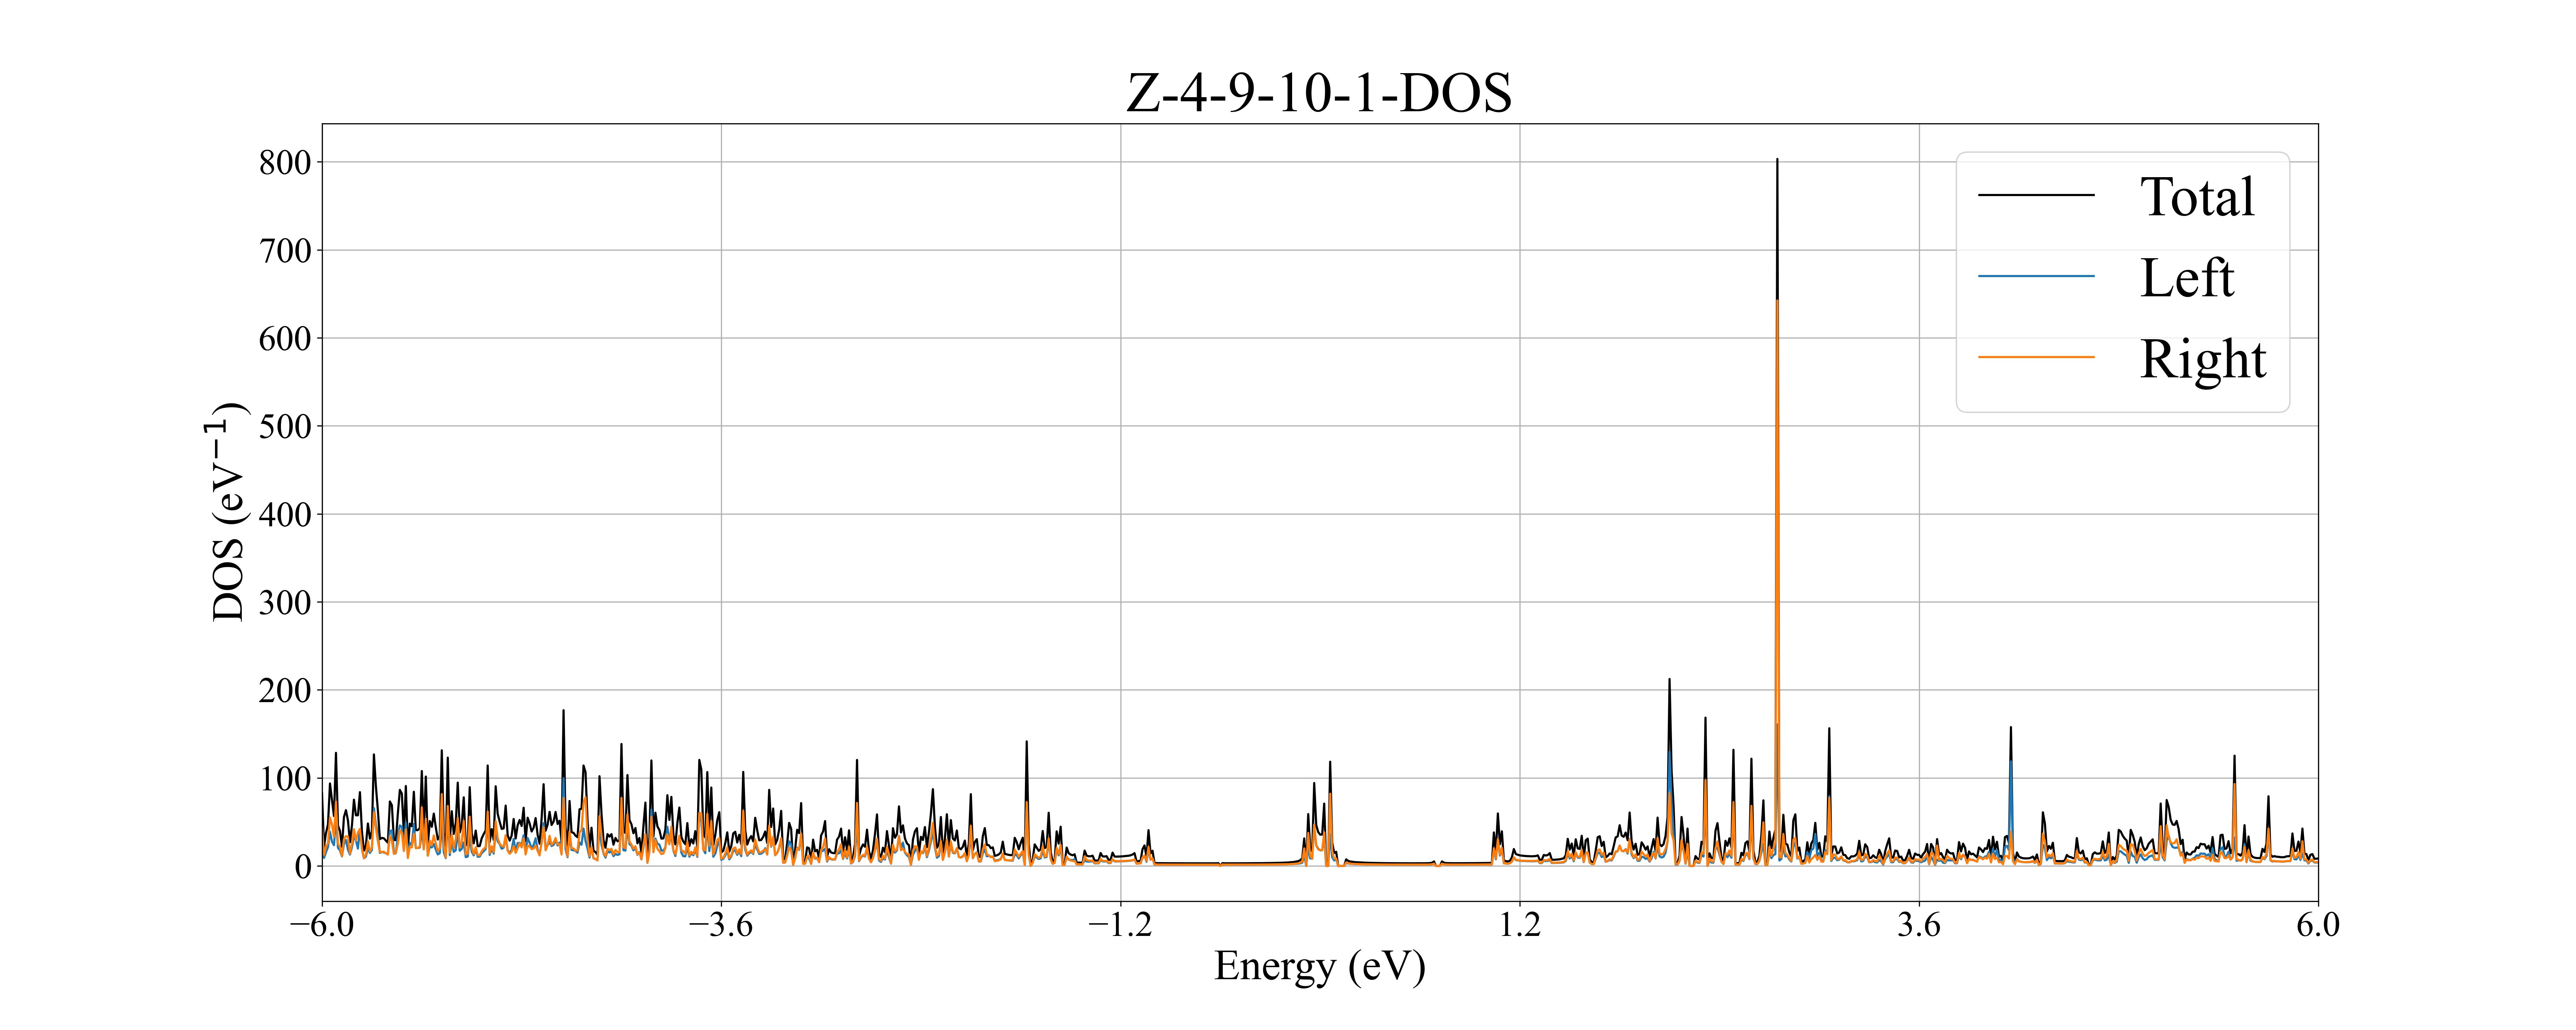 Z-4-9-10-1-DOS
800
700
600
500
400
300
200
100
0
DOS (eV⁻¹)
Total
Left
Right
−6.0
−3.6
−1.2
1.2
3.6
6.0
Energy (eV)